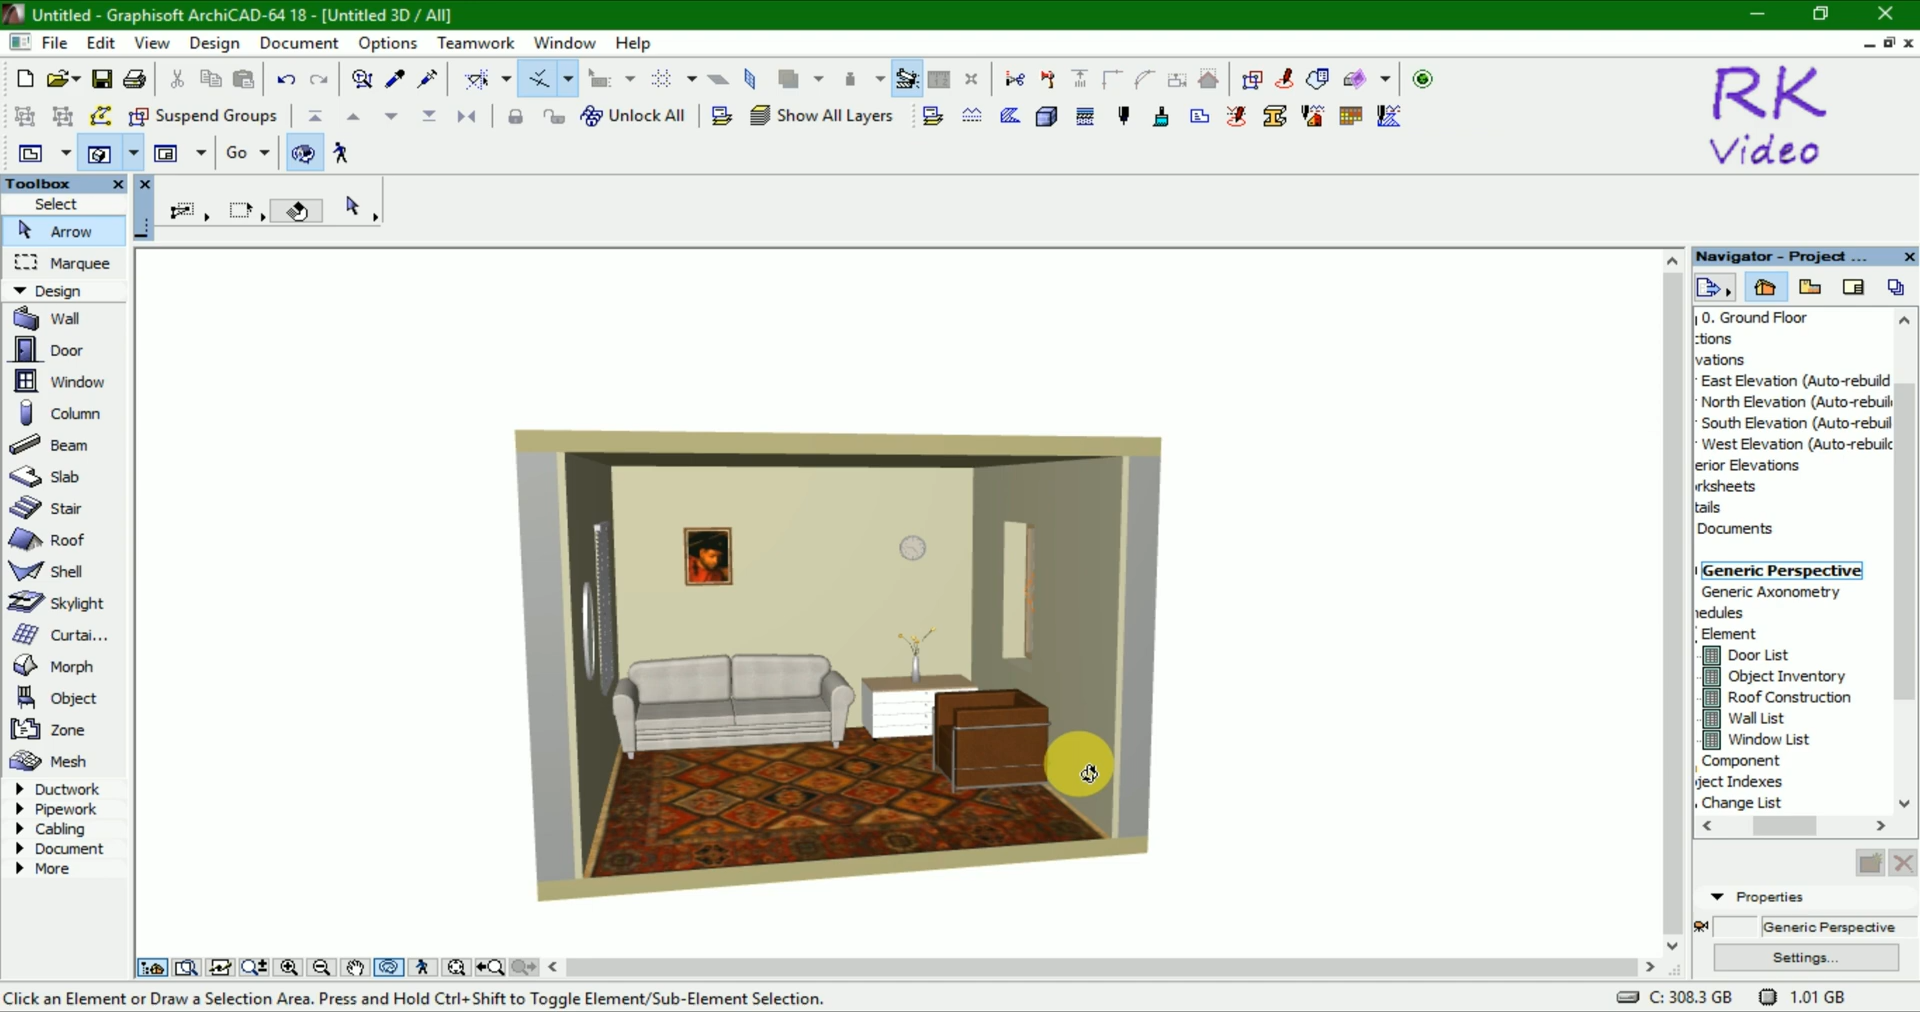 Untitled - Graphisoft ArchiCAD-64 18 - [Untitled 3D / All]
File Edit View Design Document Options Teamwork Window Help
RK
Video
Suspend Groups Unlock All Show All Layers
Go
Toolbox
Select
Arrow
Marquee
Design
Wall
Door
Window
Column
Beam
Slab
Stair
Roof
Shell
Skylight
Curtai...
Morph
Object
Zone
Mesh
Ductwork
Pipework
Cabling
Document
More
Navigator - Project ...
0. Ground Floor
ctions
vations
East Elevation (Auto-rebuild
North Elevation (Auto-rebuil
South Elevation (Auto-rebuil
West Elevation (Auto-rebuild
erior Elevations
orksheets
tails
Documents
Generic Perspective
Generic Axonometry
hedules
Element
Door List
Object Inventory
Roof Construction
Wall List
Window List
Component
ject Indexes
Change List
Properties
Generic Perspective
Settings...
Click an Element or Draw a Selection Area. Press and Hold Ctrl+Shift to Toggle Element/Sub-Element Selection.
C: 308.3 GB 1.01 GB